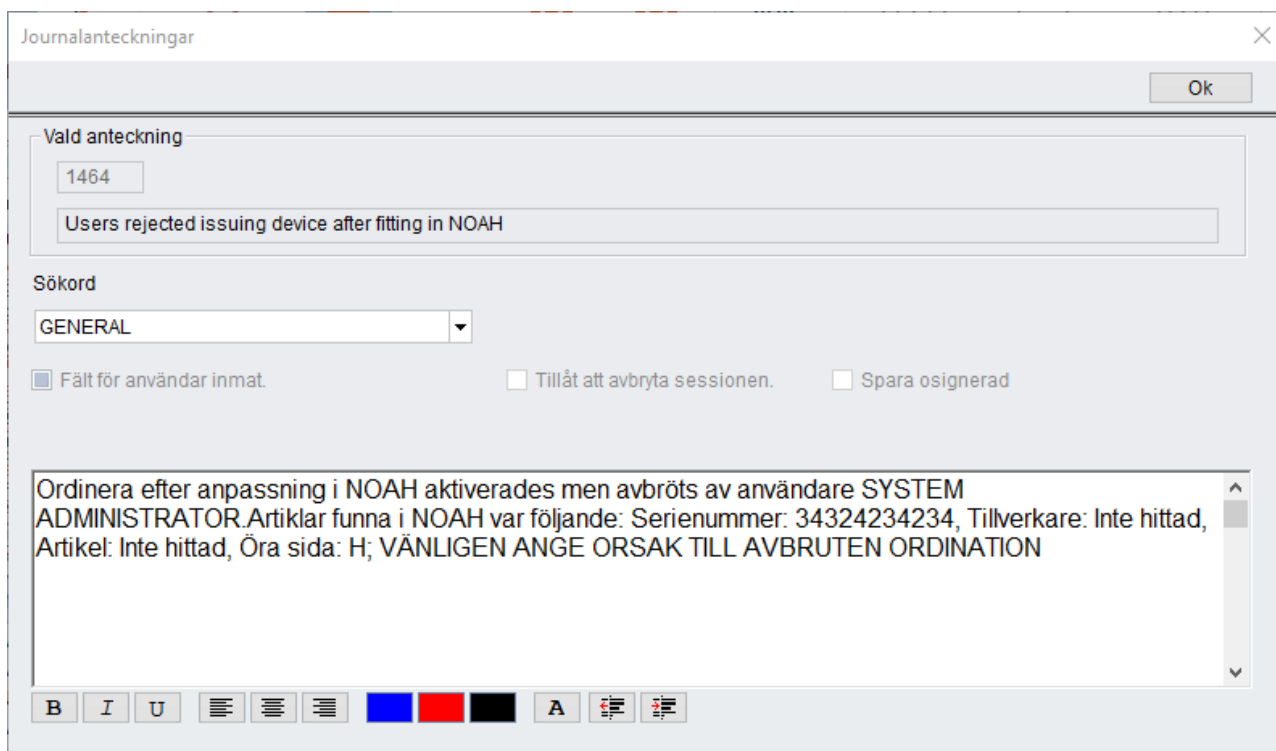 Journalanteckningar
Ok
Vald anteckning
1464
Users rejected issuing device after fitting in NOAH
Sökord
GENERAL
Fält för användar inmat.
Tillåt att avbryta sessionen.
Spara osignerad
Ordinera efter anpassning i NOAH aktiverades men avbröts av användare SYSTEM
ADMINISTRATOR.Artiklar funna i NOAH var följande: Serienummer: 34324234234, Tillverkare: Inte hittad,
Artikel: Inte hittad, Öra sida: H; VÄNLIGEN ANGE ORSAK TILL AVBRUTEN ORDINATION
B I U A